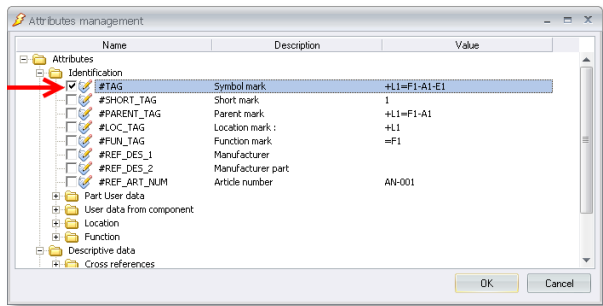 Attributes management
Name Description Value
Attributes
Identification
#TAG Symbol mark +L1=F1-A1-E1
#SHORT_TAG Short mark 1
#PARENT_TAG Parent mark +L1=F1-A1
#LOC_TAG Location mark : +L1
#FUN_TAG Function mark =F1
#REF_DES_1 Manufacturer
#REF_DES_2 Manufacturer part
#REF_ART_NUM Article number AN-001
Part User data
User data from component
Location
Function
Descriptive data
Cross references
OK Cancel